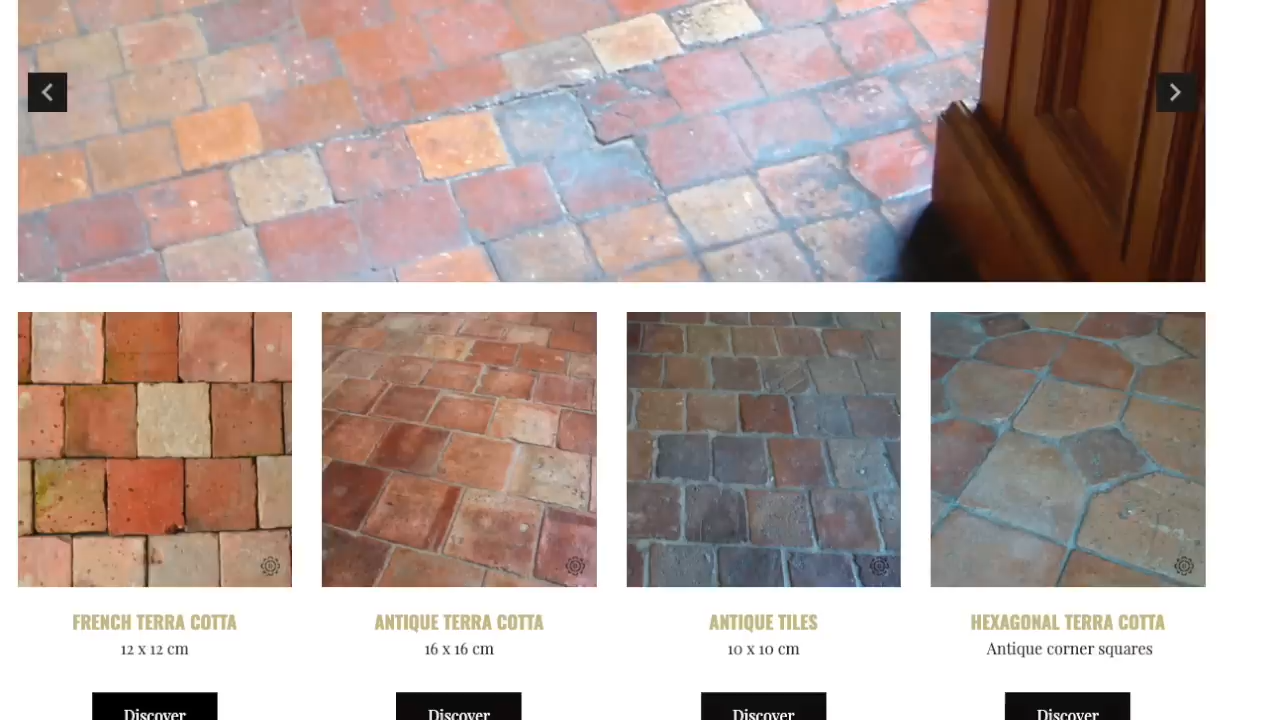 FRENCH TERRA COTTA
12 x 12 cm
Discover
ANTIQUE TERRA COTTA
16 x 16 cm
Discover
ANTIQUE TILES
10 x 10 cm
Discover
HEXAGONAL TERRA COTTA
Antique corner squares
Discover